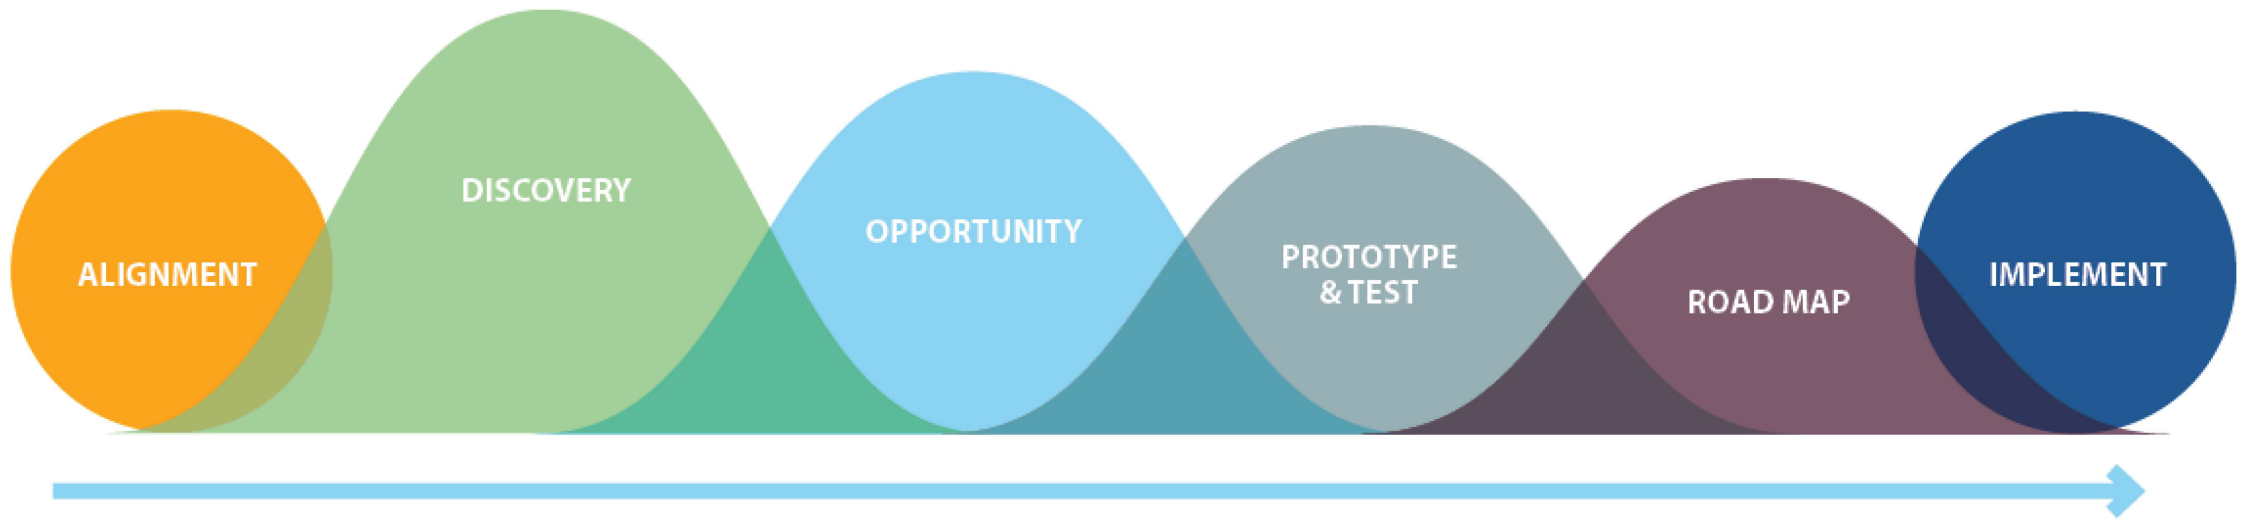 ALIGNMENT
DISCOVERY
OPPORTUNITY
PROTOTYPE
& TEST
ROAD MAP
IMPLEMENT